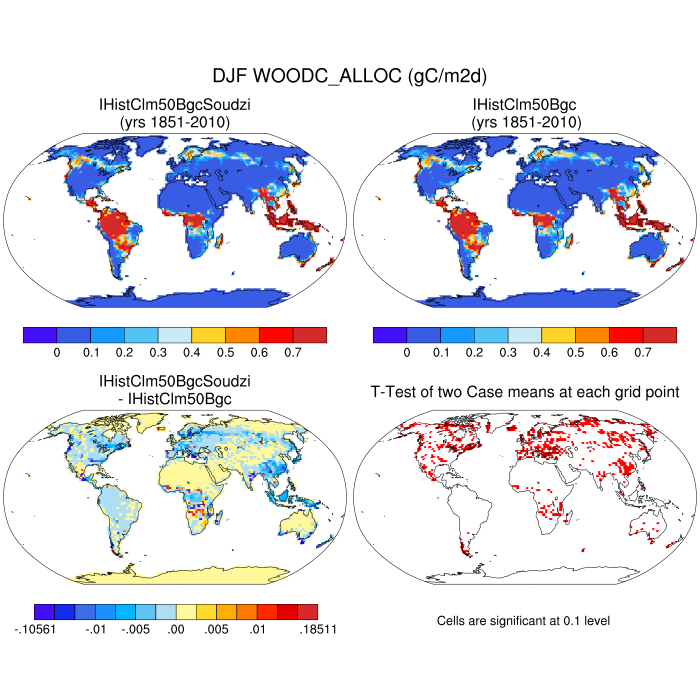 DJF WOODC_ALLOC (gC/m2d)
IHistClm50BgcSoudzi
(yrs 1851-2010)
IHistClm50Bgc
(yrs 1851-2010)
0 0.1 0.2 0.3 0.4 0.5 0.6 0.7
0 0.1 0.2 0.3 0.4 0.5 0.6 0.7
IHistClm50BgcSoudzi
- IHistClm50Bgc
T-Test of two Case means at each grid point
-.10561 -.01 -.005 .00 .005 .01 .18511
Cells are significant at 0.1 level